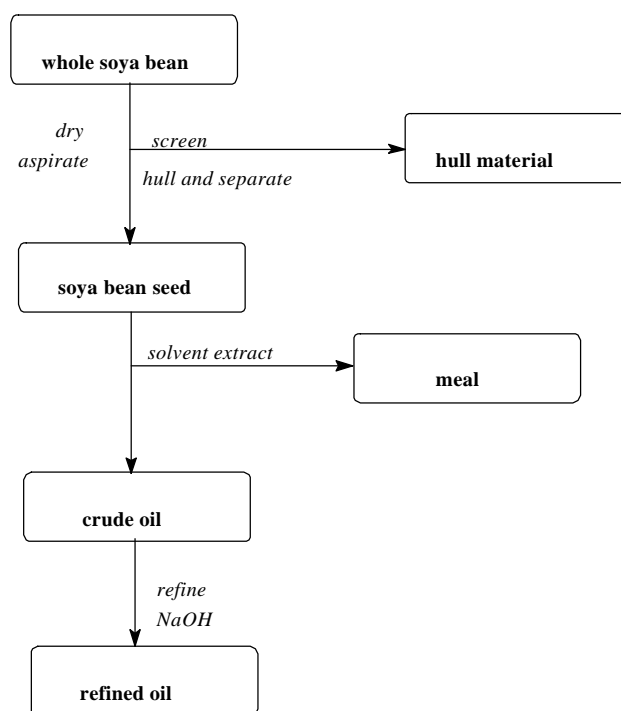 whole soya bean
dry
aspirate
screen
hull and separate
hull material
soya bean seed
solvent extract
meal
crude oil
refine
NaOH
refined oil